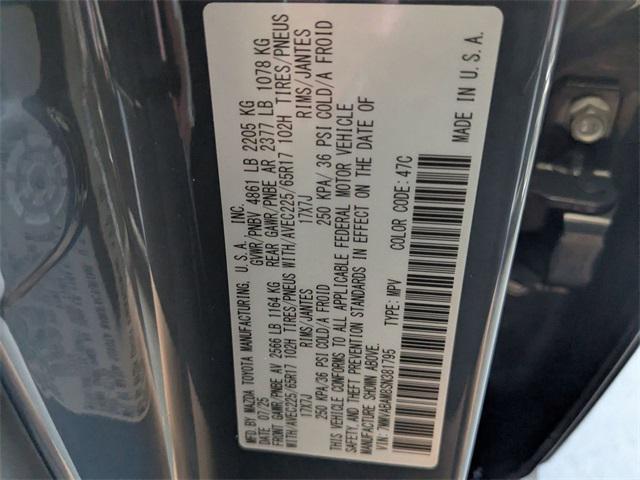 MFD. BY MAZDA TOYOTA MANUFACTURING, U.S.A. INC.
DATE: 07/25 GVWR/PNBV 4861 LB 2205 KG
FRONT GAWR/PNBE AV 2566 LB 1164 KG REAR GAWR/PNBE AR 2377 LB 1078 KG
WITH/AVEC225/65R17 102H TIRES/PNEUS WITH/AVEC225/65R17 102H TIRES/PNEUS
17X7J RIMS/JANTES 17X7J RIMS/JANTES
250 KPA/36 PSI COLD/A FROID 250 KPA/ 36 PSI COLD/A FROID
THIS VEHICLE CONFORMS TO ALL APPLICABLE FEDERAL MOTOR VEHICLE
SAFETY AND THEFT PREVENTION STANDARDS IN EFFECT ON THE DATE OF
MANUFACTURE SHOWN ABOVE.
VIN: TYPE: MPV COLOR CODE: 47C MADE IN U.S.A.